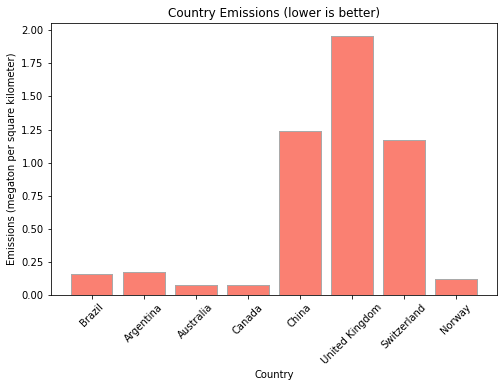 Country Emissions (lower is better)
Emissions (megaton per square kilometer)
2.00
1.75
1.50
1.25
1.00
0.75
0.50
0.25
0.00
Brazil
Argentina
Australia
Canada
China
United Kingdom
Switzerland
Norway
Country